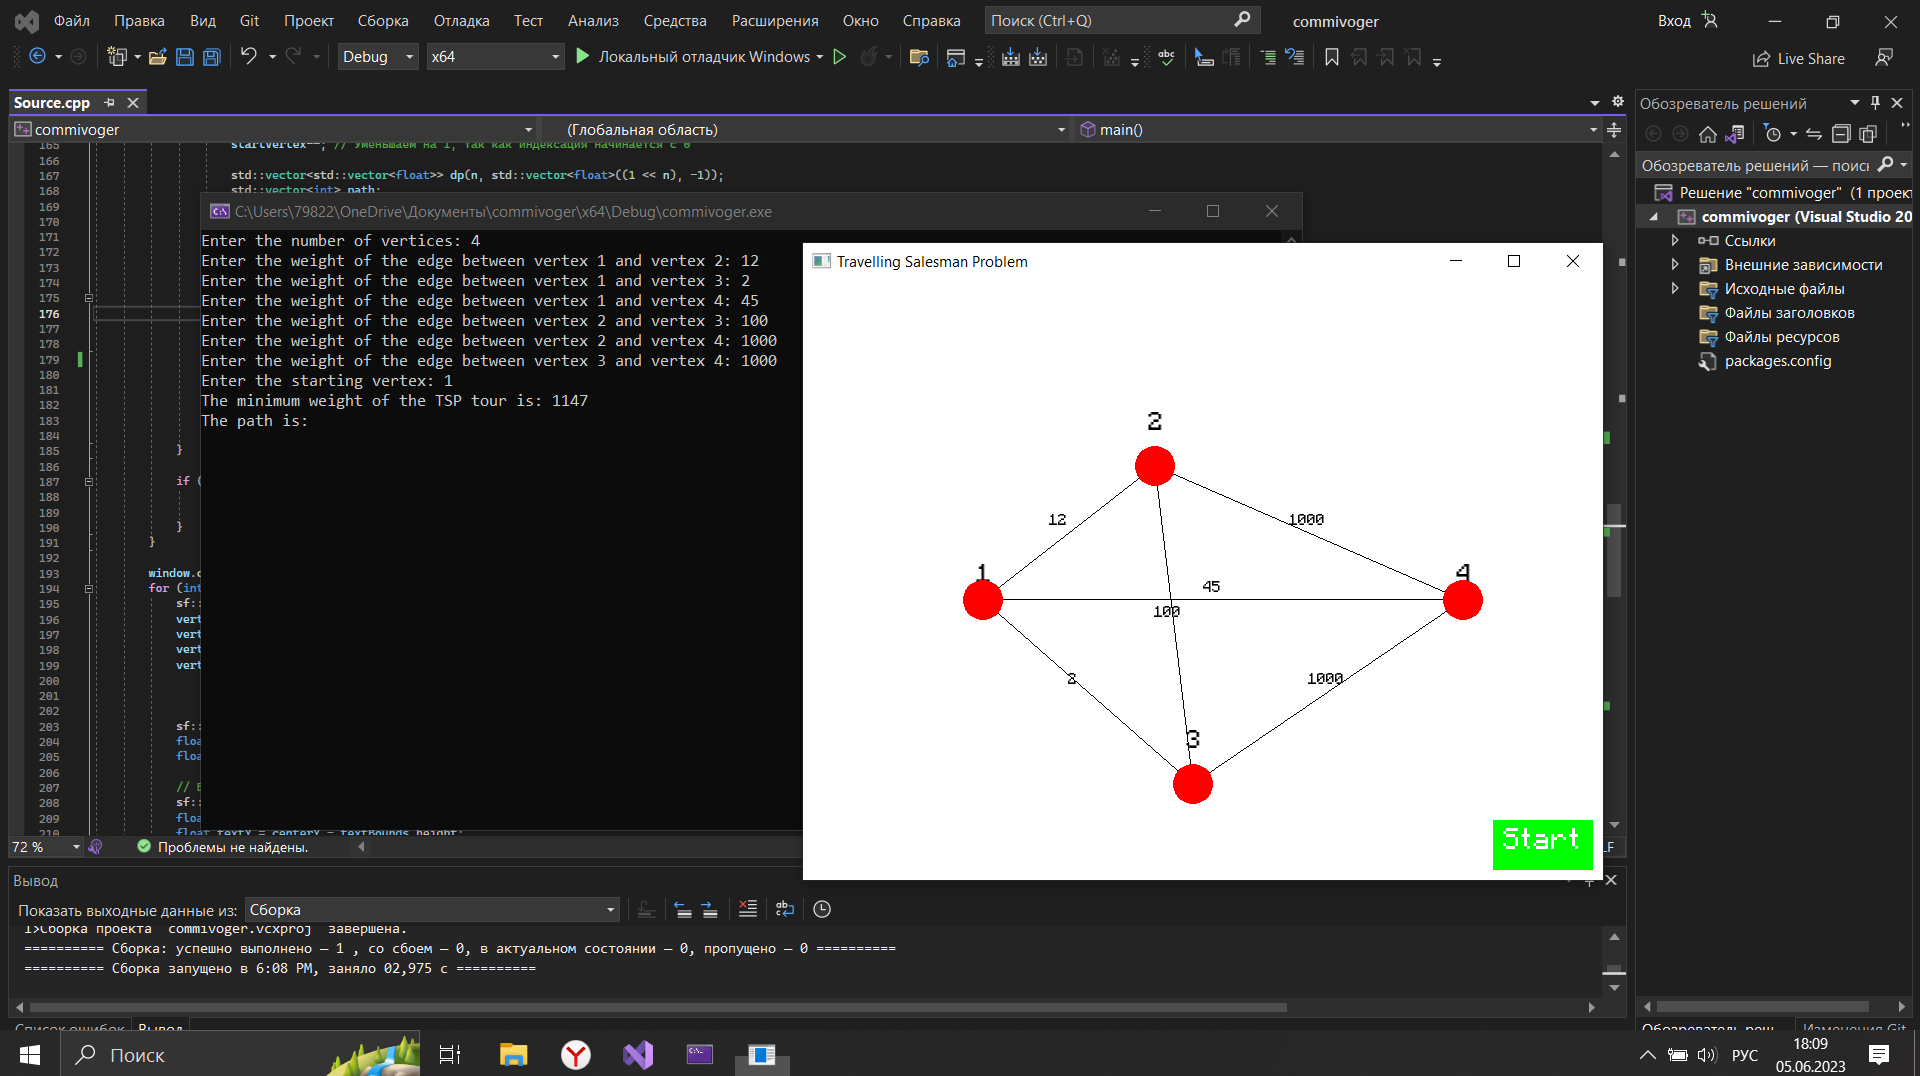 Файл Правка Вид Git Проект Сборка Отладка Тест Анализ Средства Расширения Окно Справка Поиск (Ctrl+Q) commivoger Вход
Debug x64 Локальный отладчик Windows Live Share
Source.cpp
commivoger (Глобальная область) main()
165 startVertex--; // Уменьшаем на 1, так как индексация начинается с 0
166
167 std::vector<std::vector<float>> dp(n, std::vector<float>((1 << n), -1));
168 std::vector<int> path;
169
170
171
172
173
174
175
176
177
178
179
180
181
182
183
184
185 }
186
187 if (
188
189
190 }
191 }
192
193 window.c
194 for (int
195 sf::
196 vert
197 vert
198 vert
199 vert
200
201
202
203 sf::
204 floa
205 floa
206
207 //
208 sf::
209 floa
210 float textY = centerY - textBounds.height;
C:\Users\79822\OneDrive\Документы\commivoger\x64\Debug\commivoger.exe
Enter the number of vertices: 4
Enter the weight of the edge between vertex 1 and vertex 2: 12
Enter the weight of the edge between vertex 1 and vertex 3: 2
Enter the weight of the edge between vertex 1 and vertex 4: 45
Enter the weight of the edge between vertex 2 and vertex 3: 100
Enter the weight of the edge between vertex 2 and vertex 4: 1000
Enter the weight of the edge between vertex 3 and vertex 4: 1000
Enter the starting vertex: 1
The minimum weight of the TSP tour is: 1147
The path is:
Travelling Salesman Problem
2
12
1000
1
45
4
100
2
1000
3
Start
72 % Проблемы не найдены. LF
Вывод
Показать выходные данные из: Сборка
1>Сборка проекта commivoger.vcxproj завершена.
========== Сборка: успешно выполнено — 1 , со сбоем — 0, в актуальном состоянии — 0, пропущено — 0 ==========
========== Сборка запущено в 6:08 PM, заняло 02,975 с ==========
Список ошибок Вывод
Обозреватель решений
Обозреватель решений — поиск
Решение "commivoger" (1 проект
commivoger (Visual Studio 20
Ссылки
Внешние зависимости
Исходные файлы
Файлы заголовков
Файлы ресурсов
packages.config
Обозреватель реш... Изменения Git
Поиск
РУС
18:09
05.06.2023